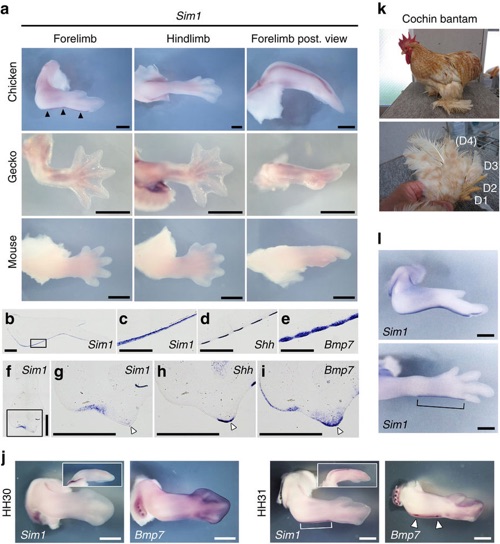 a
Sim1
Forelimb Hindlimb Forelimb post. view
Chicken
Gecko
Mouse
b
Sim1
c
Sim1
d
Shh
e
Bmp7
f
Sim1
g
Sim1
h
Shh
i
Bmp7
j
HH30
Sim1
Bmp7
HH31
Sim1
Bmp7
k
Cochin bantam
(D4)
D3
D2
D1
l
Sim1
Sim1